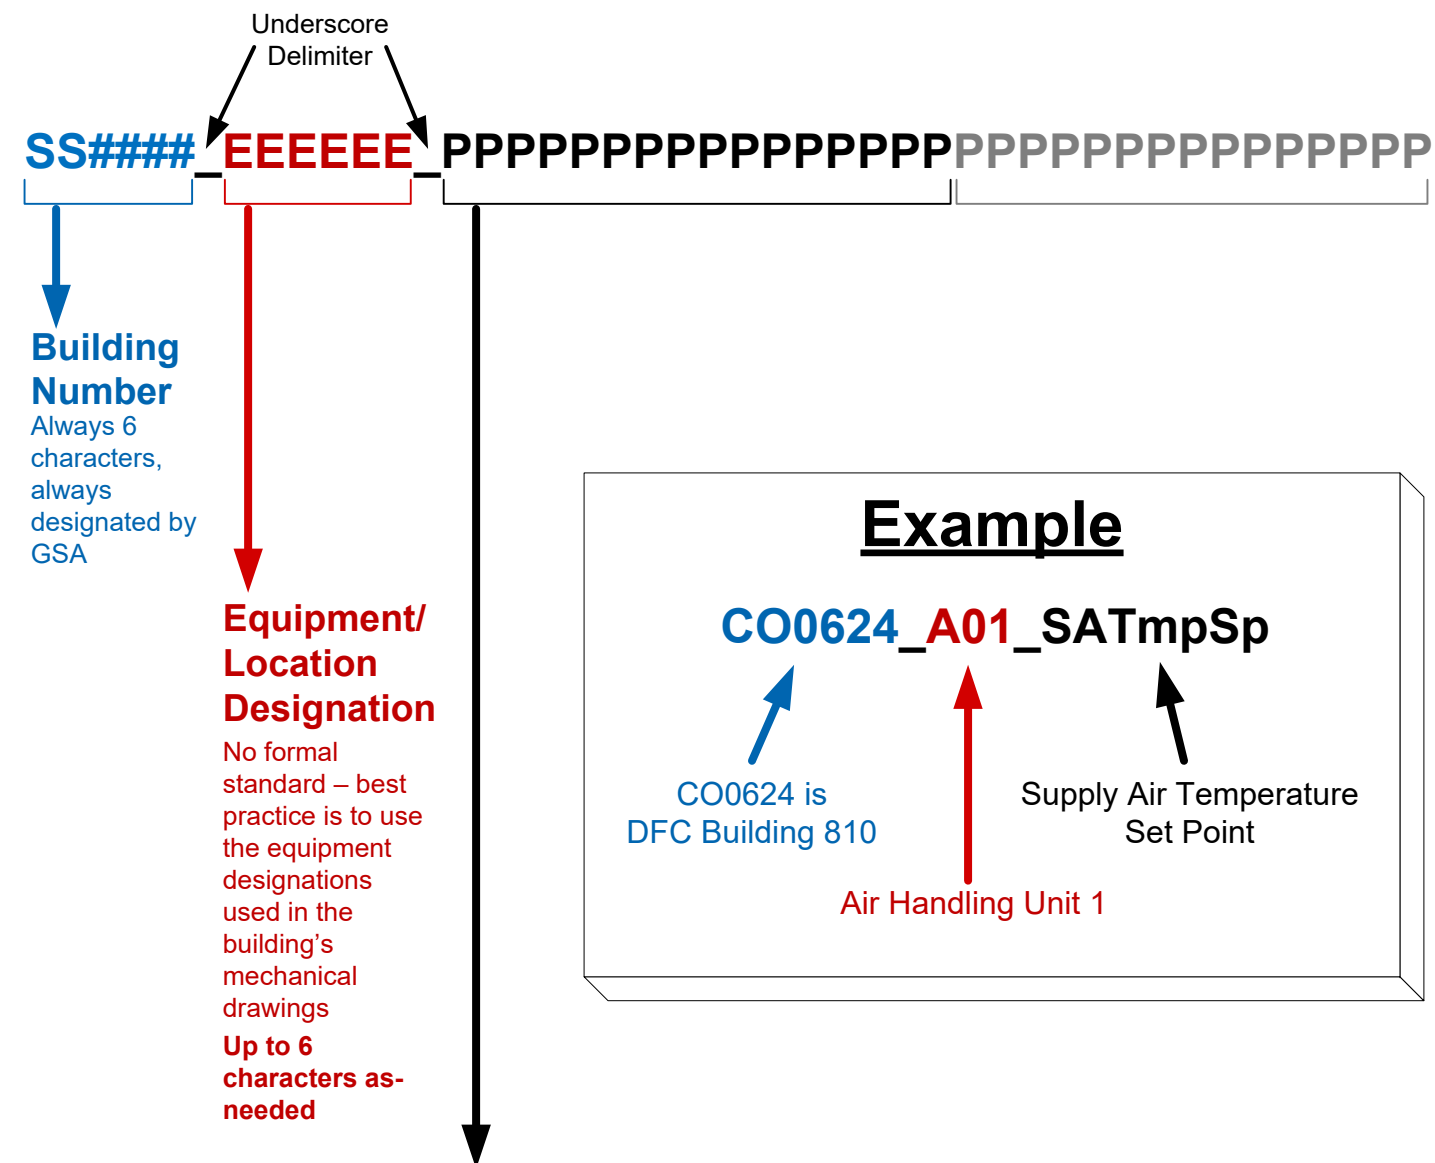 Underscore
Delimiter
SS####_EEEEEE_PPPPPPPPPPPPPPPPPPPPPPPPPPPPPPP
Building
Number
Always 6
characters,
always
designated by
GSA
Equipment/
Location
Designation
No formal
standard – best
practice is to use
the equipment
designations
used in the
building’s
mechanical
drawings
Up to 6
characters as-
needed
Example
CO0624_A01_SATmpSp
CO0624 is
DFC Building 810
Supply Air Temperature
Set Point
Air Handling Unit 1